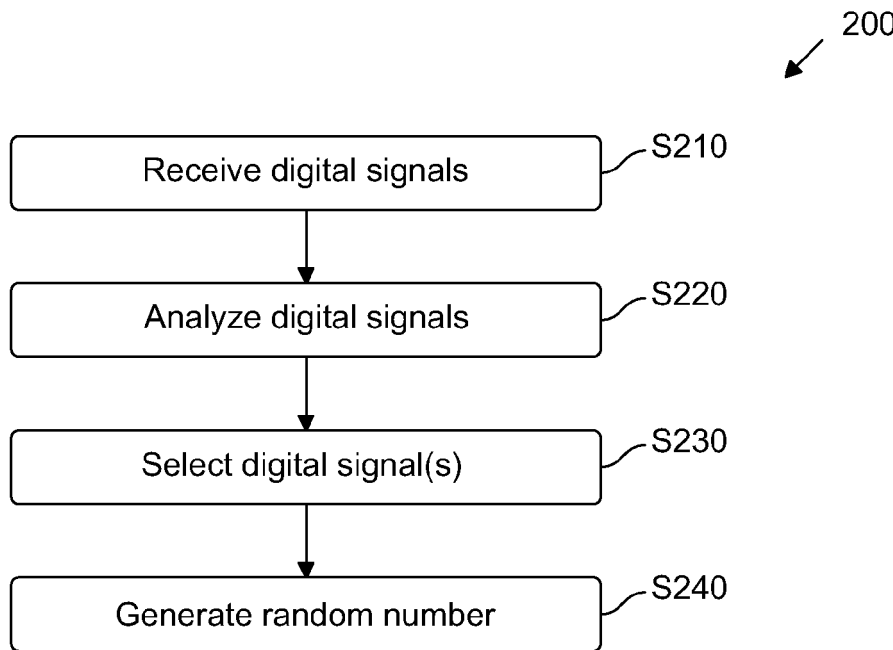 200
Receive digital signals
S210
Analyze digital signals
S220
Select digital signal(s)
S230
Generate random number
S240